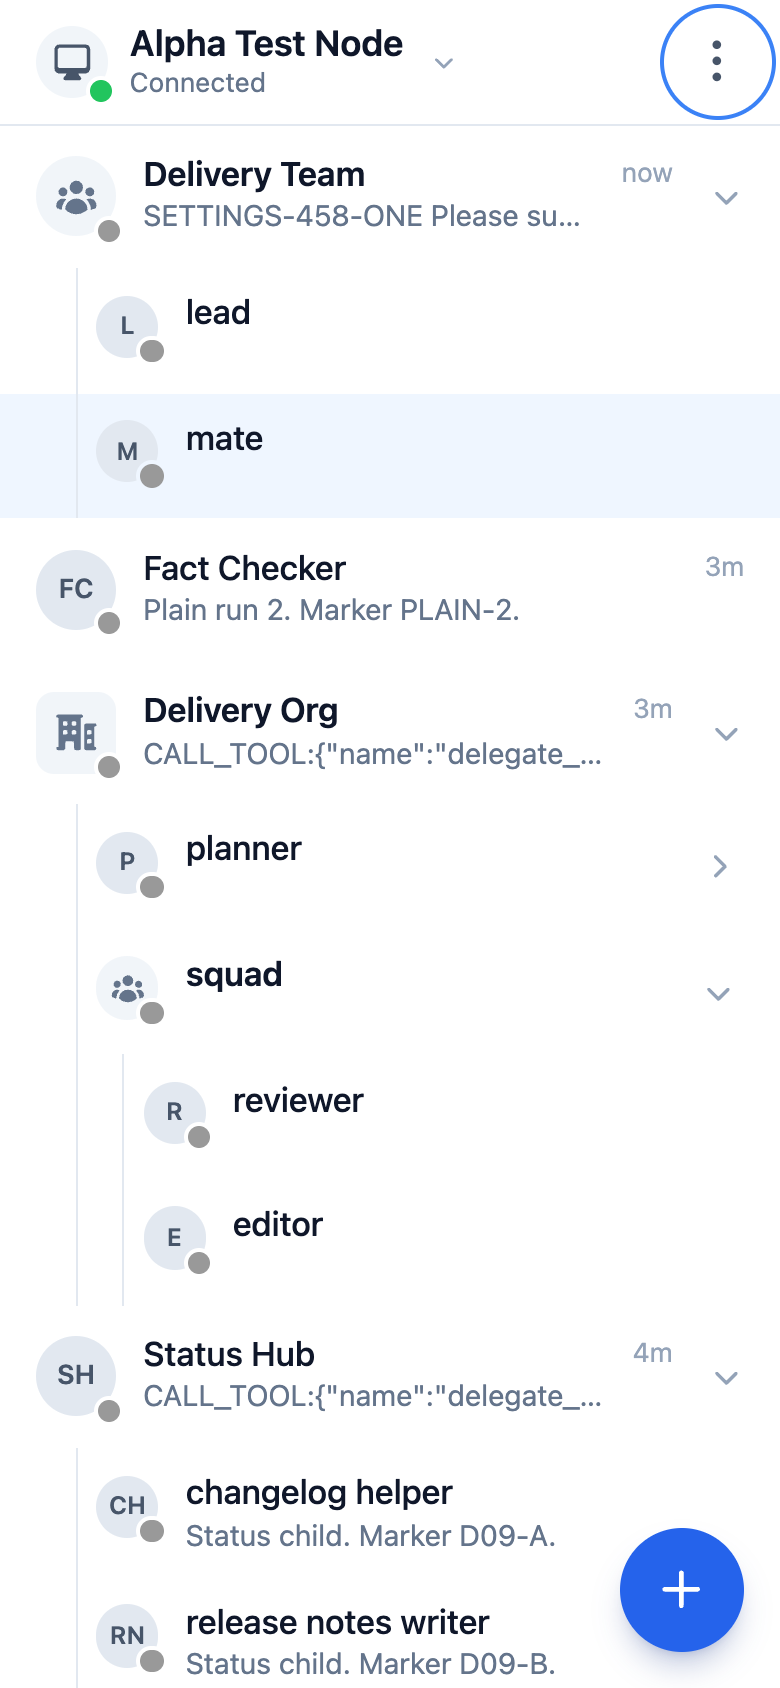 Alpha Test Node
Connected
Delivery Team
now
SETTINGS-458-ONE Please su...
L
lead
M
mate
FC
Fact Checker
3m
Plain run 2. Marker PLAIN-2.
Delivery Org
3m
CALL_TOOL:{"name":"delegate_...
P
planner
squad
R
reviewer
E
editor
SH
Status Hub
4m
CALL_TOOL:{"name":"delegate_...
CH
changelog helper
Status child. Marker D09-A.
RN
release notes writer
Status child. Marker D09-B.